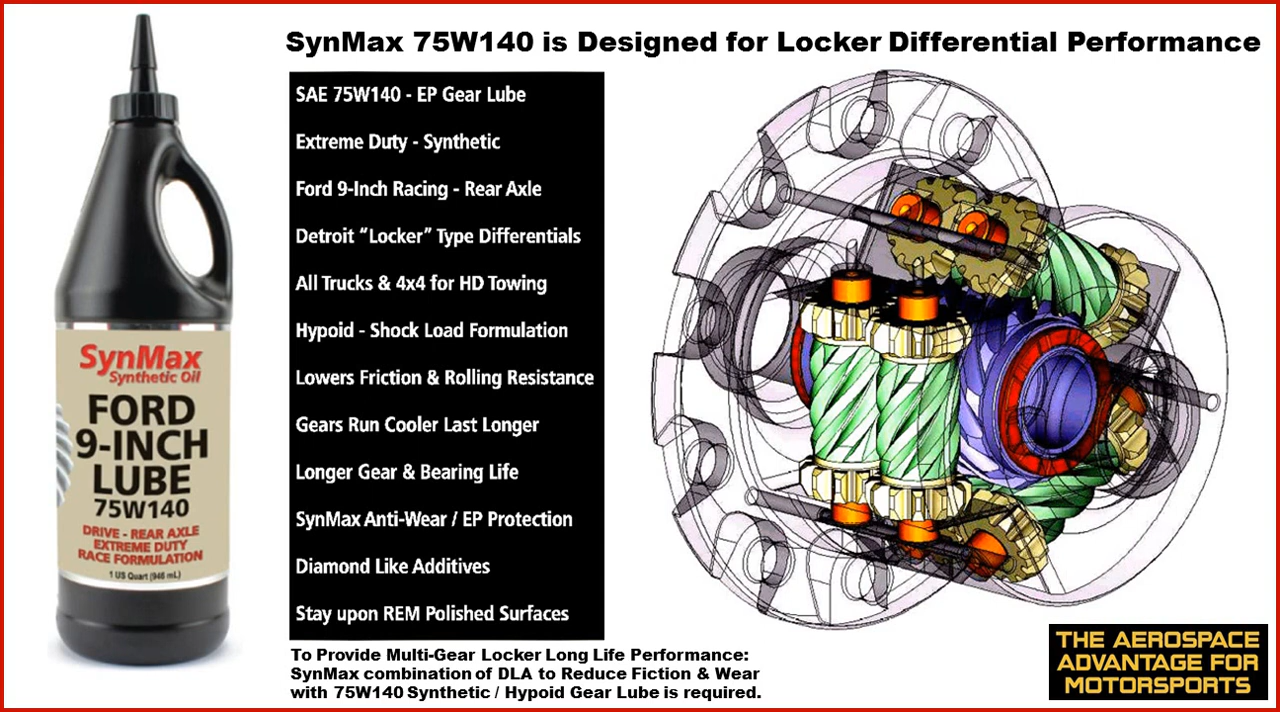 SynMax 75W140 is Designed for Locker Differential Performance
SAE 75W140 - EP Gear Lube
Extreme Duty - Synthetic
Ford 9-Inch Racing - Rear Axle
Detroit “Locker” Type Differentials
All Trucks & 4x4 for HD Towing
Hypoid - Shock Load Formulation
Lowers Friction & Rolling Resistance
Gears Run Cooler Last Longer
Longer Gear & Bearing Life
SynMax Anti-Wear / EP Protection
Diamond Like Additives
Stay upon REM Polished Surfaces
To Provide Multi-Gear Locker Long Life Performance:
SynMax combination of DLA to Reduce Fiction & Wear
with 75W140 Synthetic / Hypoid Gear Lube is required.
SynMax
Synthetic Oil
FORD
9-INCH
LUBE
75W140
DRIVE - REAR AXLE
EXTREME DUTY
RACE FORMULATION
1 US Quart (946 mL)
THE AEROSPACE
ADVANTAGE FOR
MOTORSPORTS